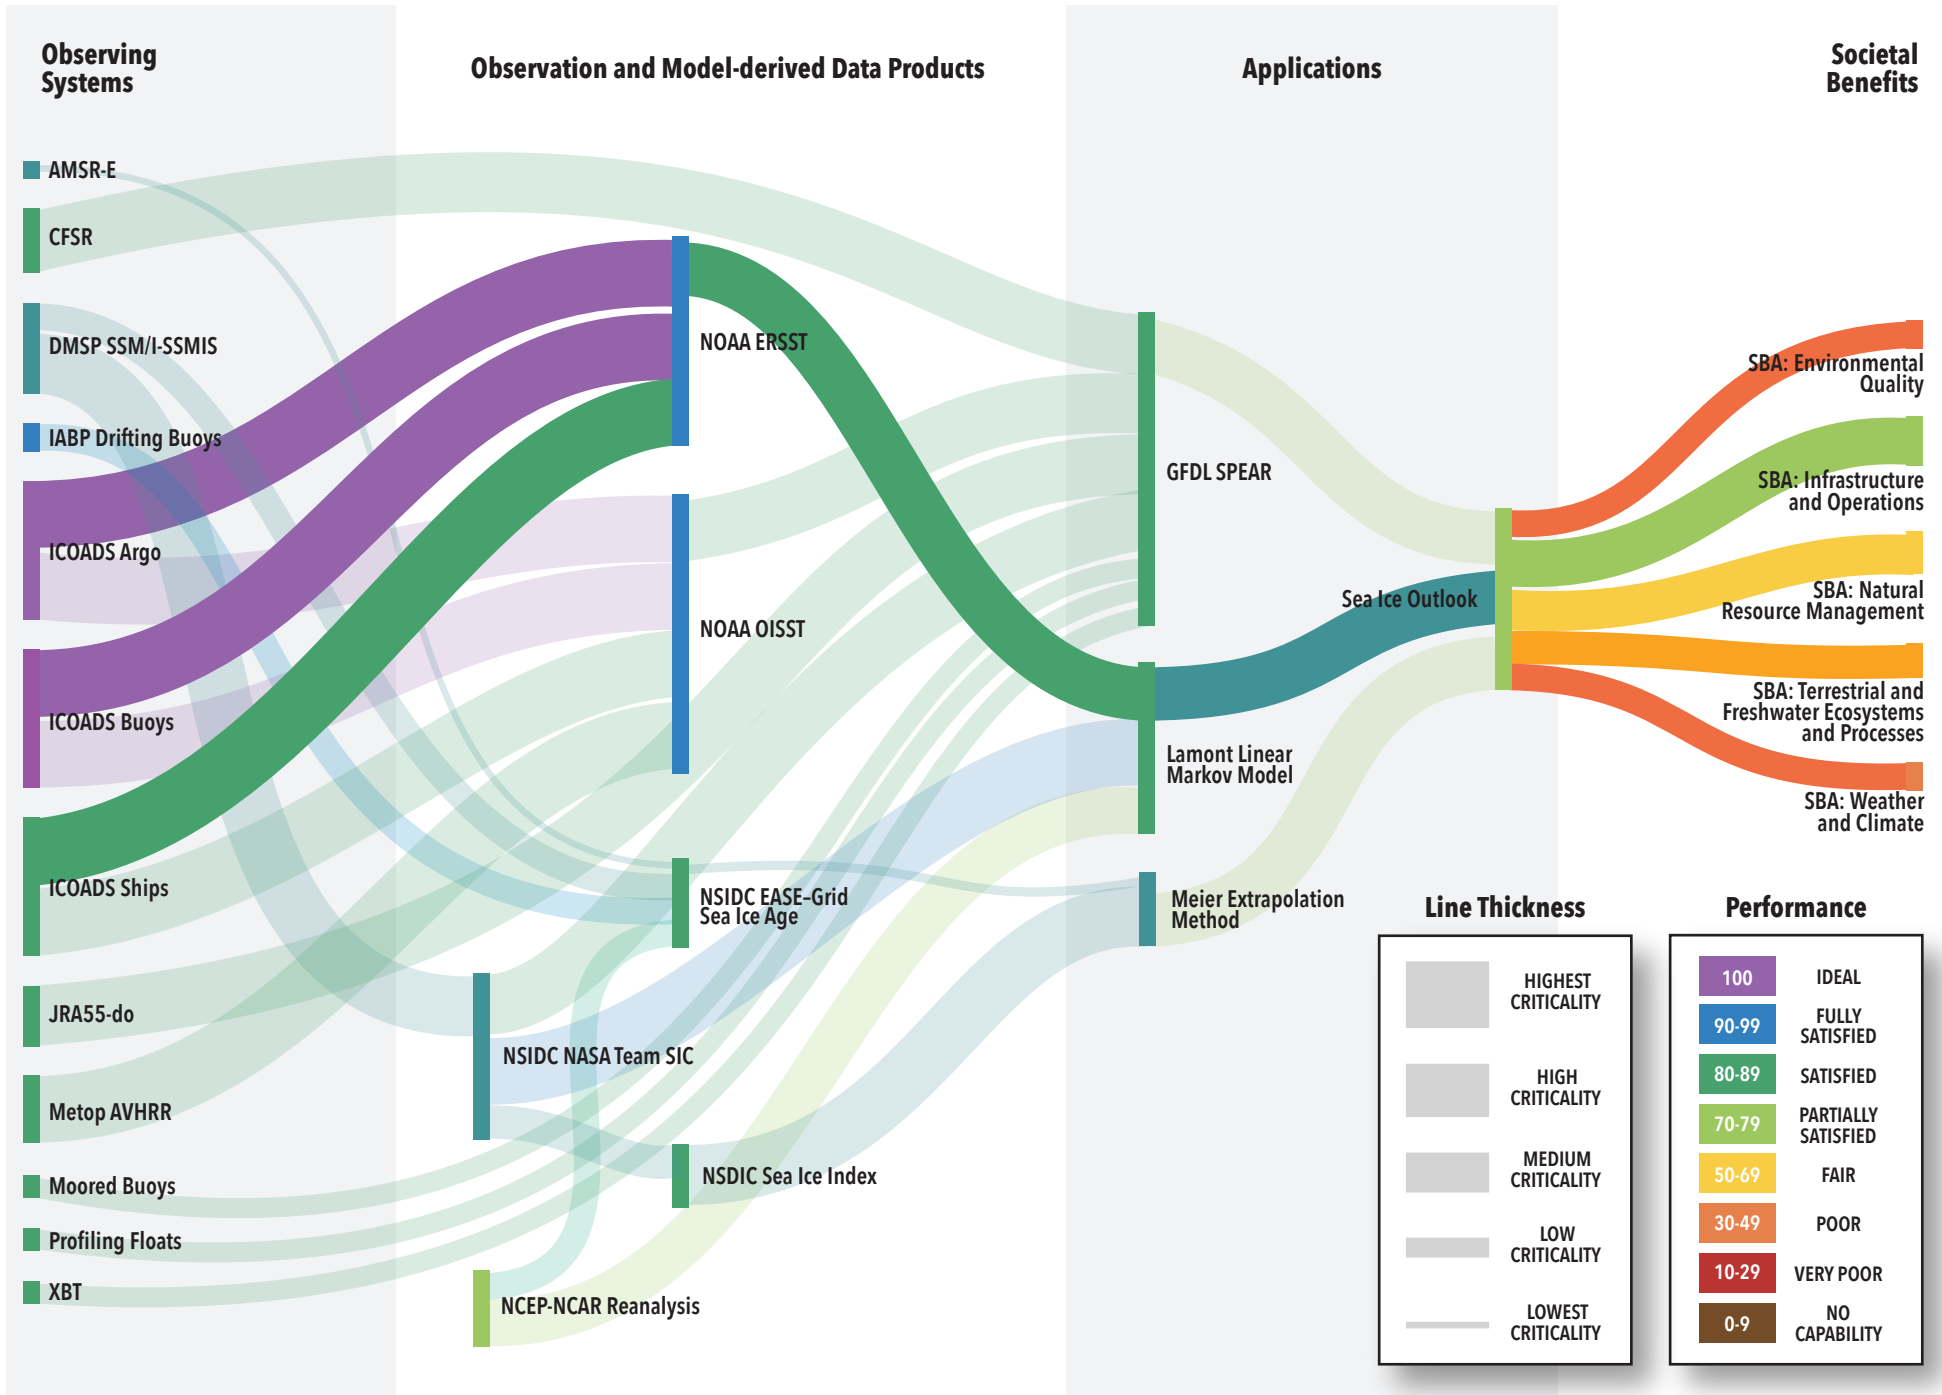 Observing
Systems
Observation and Model-derived Data Products
Applications
Societal
Benefits
AMSR-E
CFSR
DMSP SSM/I-SSMIS
IABP Drifting Buoys
ICOADS Argo
ICOADS Buoys
ICOADS Ships
JRA55-do
Metop AVHRR
Moored Buoys
Profiling Floats
XBT
NOAA ERSST
NOAA OISST
NSIDC EASE–Grid
Sea Ice Age
NSIDC NASA Team SIC
NSDIC Sea Ice Index
NCEP-NCAR Reanalysis
GFDL SPEAR
Lamont Linear
Markov Model
Meier Extrapolation
Method
Sea Ice Outlook
SBA: Environmental
Quality
SBA: Infrastructure
and Operations
SBA: Natural
Resource Management
SBA: Terrestrial and
Freshwater Ecosystems
and Processes
SBA: Weather
and Climate
Line Thickness
HIGHEST
CRITICALITY
HIGH
CRITICALITY
MEDIUM
CRITICALITY
LOW
CRITICALITY
LOWEST
CRITICALITY
Performance
100 IDEAL
90-99 FULLY
SATISFIED
80-89 SATISFIED
70-79 PARTIALLY
SATISFIED
50-69 FAIR
30-49 POOR
10-29 VERY POOR
0-9 NO
CAPABILITY